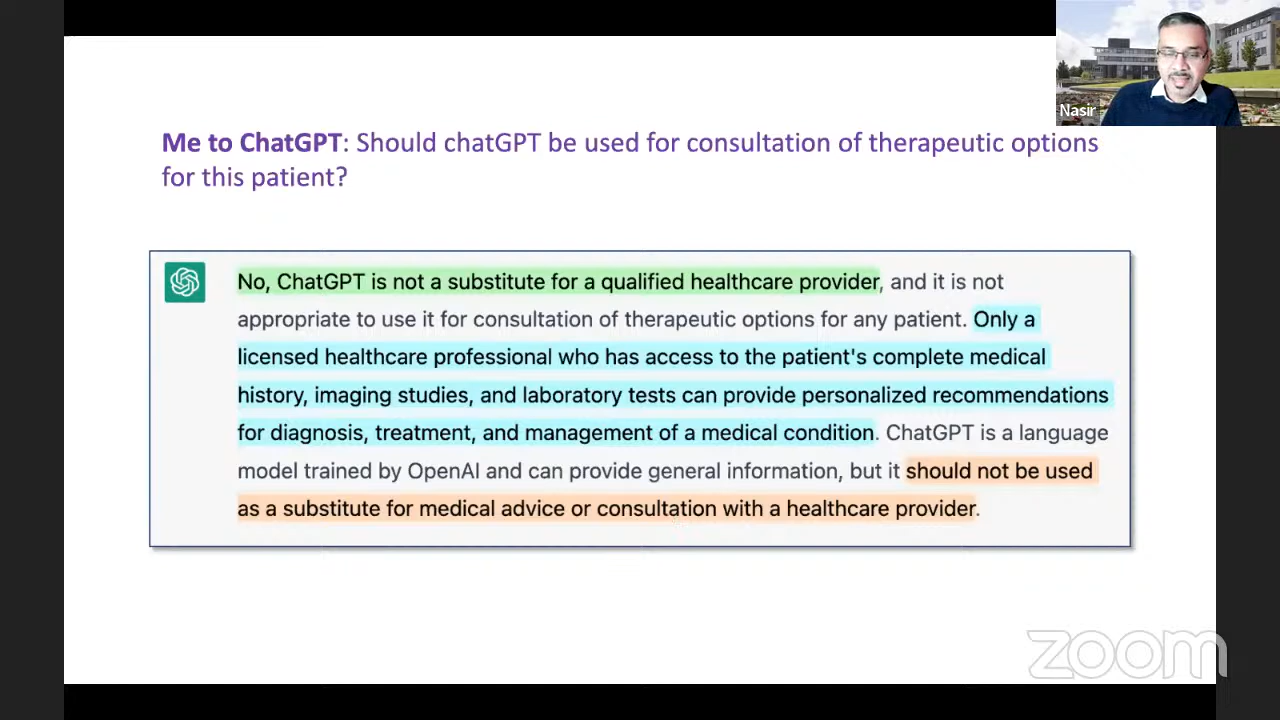 Nasir
Me to ChatGPT: Should chatGPT be used for consultation of therapeutic options
for this patient?
No, ChatGPT is not a substitute for a qualified healthcare provider, and it is not
appropriate to use it for consultation of therapeutic options for any patient. Only a
licensed healthcare professional who has access to the patient's complete medical
history, imaging studies, and laboratory tests can provide personalized recommendations
for diagnosis, treatment, and management of a medical condition. ChatGPT is a language
model trained by OpenAI and can provide general information, but it should not be used
as a substitute for medical advice or consultation with a healthcare provider.
zoom